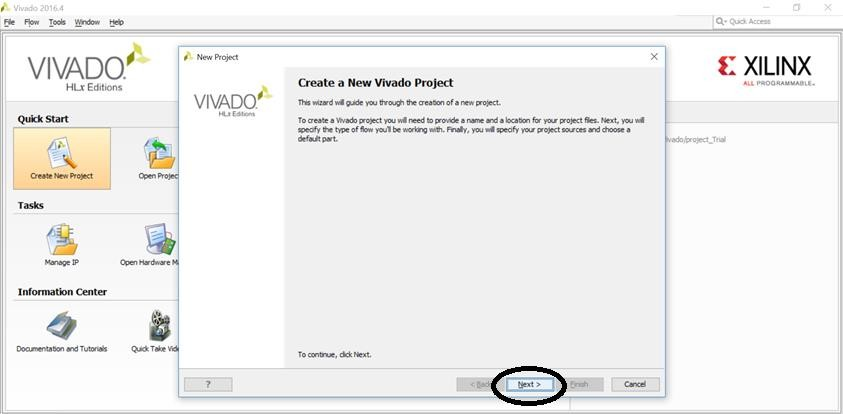 Vivado 2016.4
File Flow Tools Window Help
Quick Access
VIVADO
HLx Editions
XILINX
ALL PROGRAMMABLE
Quick Start
Create New Project
Open Projec
Tasks
Manage IP
Open Hardware M
Information Center
Documentation and Tutorials
Quick Take Vid
ivado/project_Trial
New Project
VIVADO
HLx Editions
Create a New Vivado Project
This wizard will guide you through the creation of a new project.
To create a Vivado project you will need to provide a name and a location for your project files. Next, you will
specify the type of flow you'll be working with. Finally, you will specify your project sources and choose a
default part.
To continue, click Next.
?
< Back Next > Finish Cancel